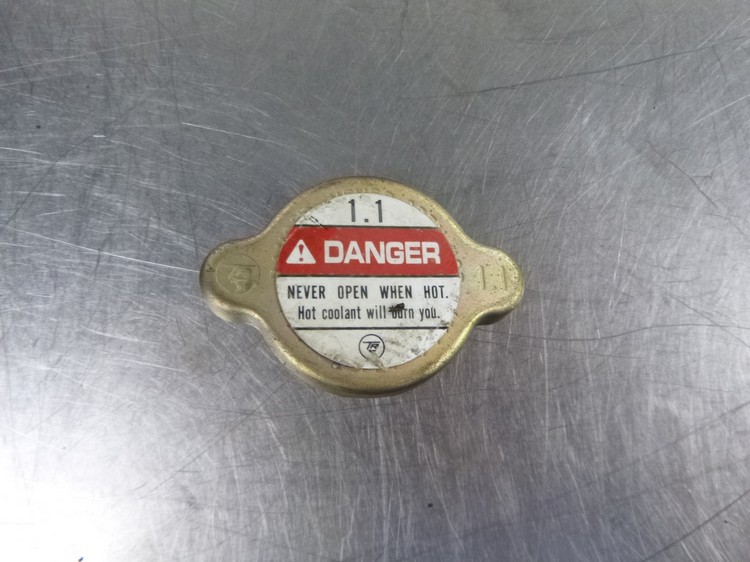 1.1
DANGER
NEVER OPEN WHEN HOT.
Hot coolant will burn you.
1.1